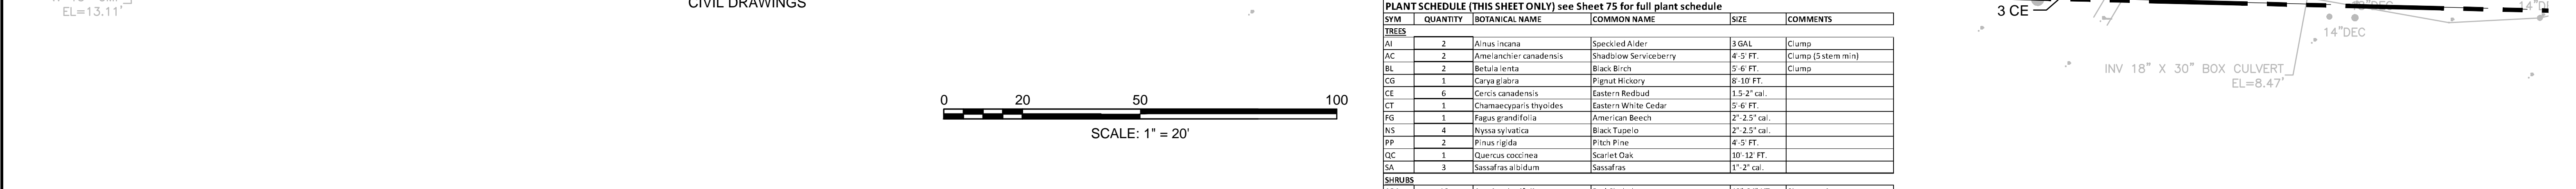 EL=13.11'
CIVIL DRAWINGS
0 20 50 100
SCALE: 1" = 20'
PLANT SCHEDULE (THIS SHEET ONLY) see Sheet 75 for full plant schedule
SYM QUANTITY BOTANICAL NAME COMMON NAME SIZE COMMENTS
TREES
AI 2 Alnus incana Speckled Alder 3 GAL Clump
AC 2 Amelanchier canadensis Shadblow Serviceberry 4'-5' FT. Clump (5 stem min)
BL 2 Betula lenta Black Birch 5'-6' FT. Clump
CG 1 Carya glabra Pignut Hickory 8'-10' FT.
CE 6 Cercis canadensis Eastern Redbud 1.5-2" cal.
CT 1 Chamaecyparis thyoides Eastern White Cedar 5'-6' FT.
FG 1 Fagus grandifolia American Beech 2"-2.5" cal.
NS 4 Nyssa sylvatica Black Tupelo 2"-2.5" cal.
PP 2 Pinus rigida Pitch Pine 4'-5' FT.
QC 1 Quercus coccinea Scarlet Oak 10'-12' FT.
SA 3 Sassafras albidum Sassafras 1"-2" cal.
SHRUBS
3 CE
14"DEC
INV 18" X 30" BOX CULVERT
EL=8.47'